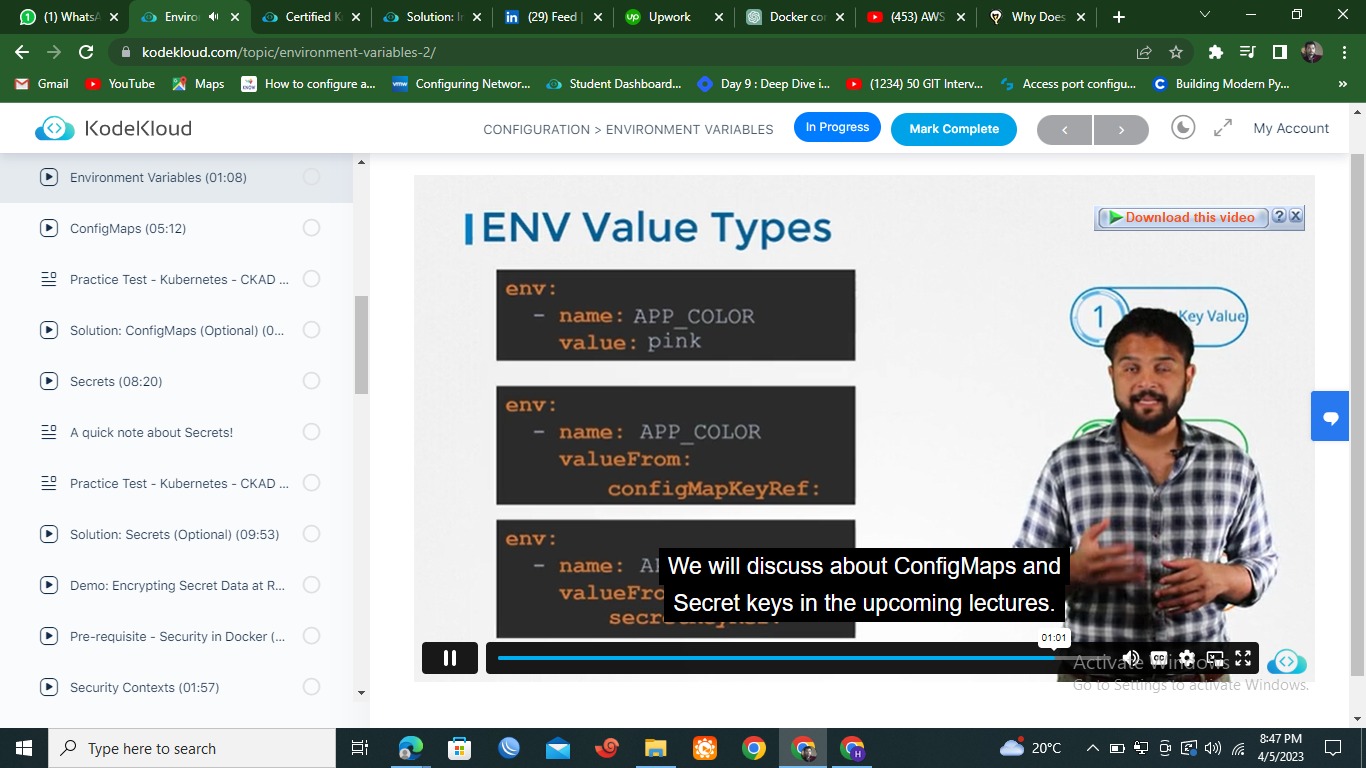 (1) WhatsA
Enviro
Certified K
Solution: I
(29) Feed |
Upwork
Docker cor
(453) AWS
Why Does
kodekloud.com/topic/environment-variables-2/
Gmail
YouTube
Maps
How to configure a...
Configuring Networ...
Student Dashboard...
Day 9 : Deep Dive i...
(1234) 50 GIT Interv...
Access port configu...
Building Modern Py...
KodeKloud
CONFIGURATION > ENVIRONMENT VARIABLES
In Progress
Mark Complete
My Account
Environment Variables (01:08)
ConfigMaps (05:12)
Practice Test - Kubernetes - CKAD ...
Solution: ConfigMaps (Optional) (0...
Secrets (08:20)
A quick note about Secrets!
Practice Test - Kubernetes - CKAD ...
Solution: Secrets (Optional) (09:53)
Demo: Encrypting Secret Data at R...
Pre-requisite - Security in Docker (...
Security Contexts (01:57)
ENV Value Types
Download this video
env:
- name: APP_COLOR
value: pink
1
Key Value
env:
- name: APP_COLOR
valueFrom:
configMapKeyRef:
env:
- name:
valueFro
We will discuss about ConfigMaps and
Secret keys in the upcoming lectures.
01:01
Activate Windows
Go to Settings to activate Windows.
Type here to search
20°C
8:47 PM
4/5/2023